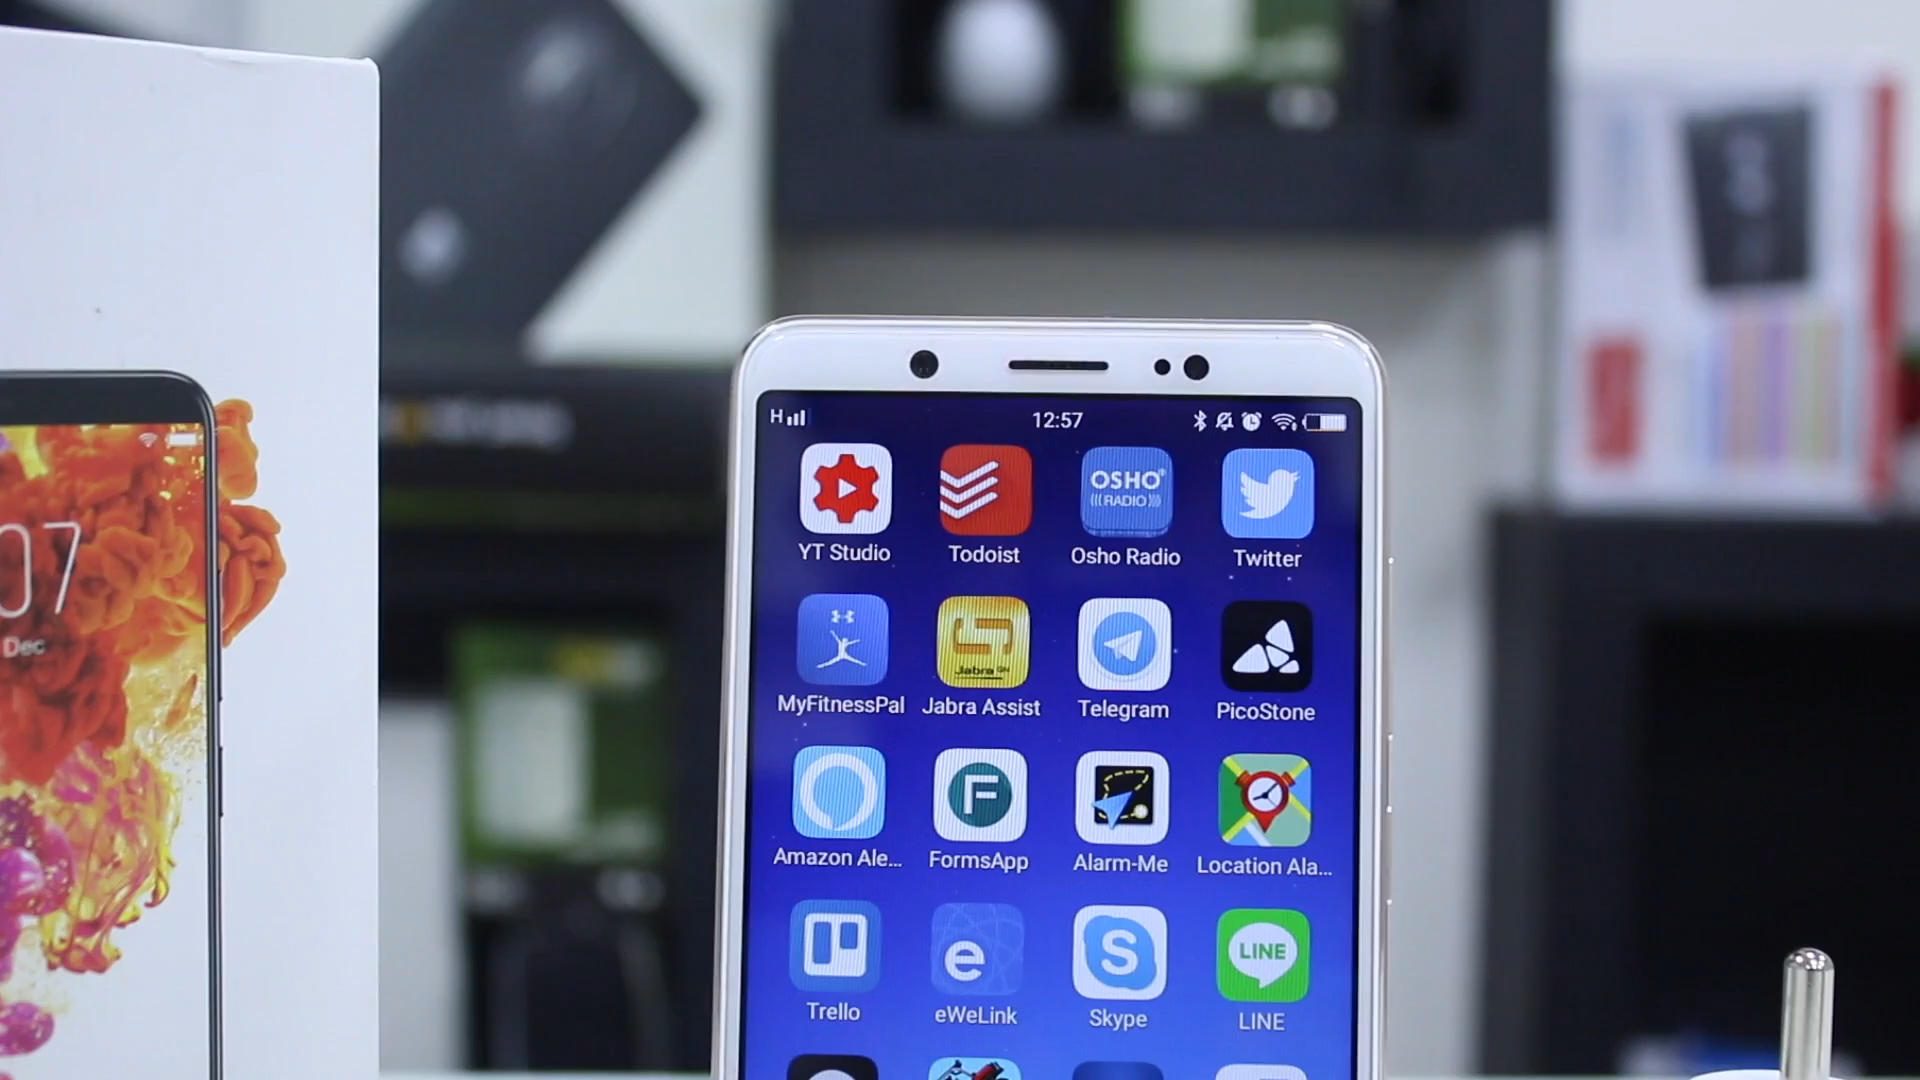 H 12:57
YT Studio Todoist OSHO Osho Radio Twitter
((( RADIO )))
MyFitnessPal Jabra Assist Telegram PicoStone
Jabra
Amazon Ale... FormsApp Alarm-Me Location Ala...
F
Trello eWeLink Skype LINE
e S LINE
07
Dec